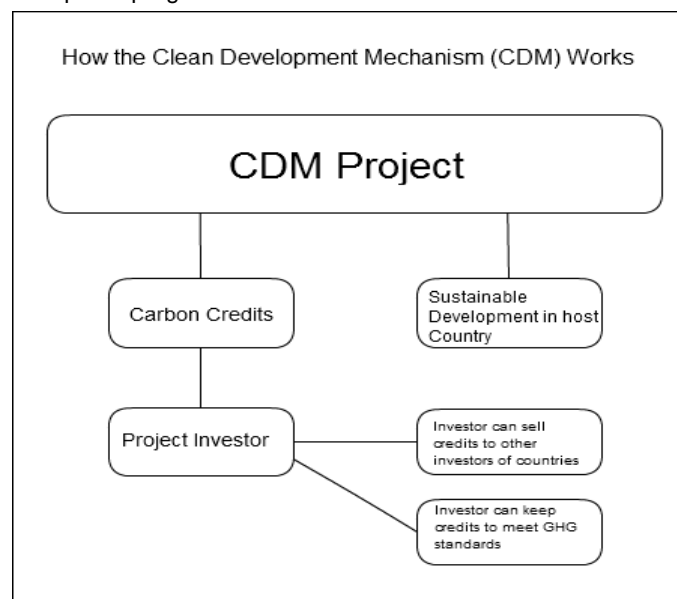 How the Clean Development Mechanism (CDM) Works
CDM Project
Carbon Credits
Sustainable
Development in host
Country
Project Investor
Investor can sell
credits to other
investors of countries
Investor can keep
credits to meet GHG
standards